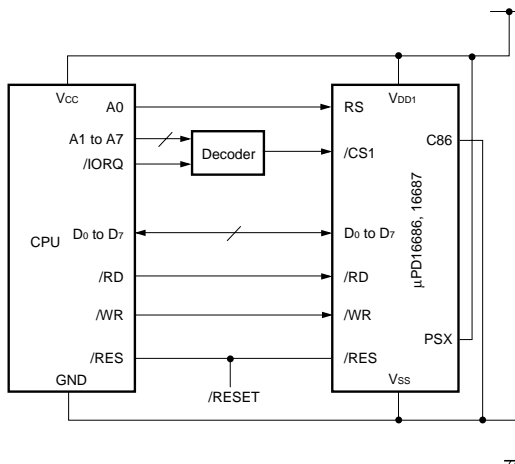 VCC
A0
A1 to A7
/IORQ
D0 to D7
CPU
/RD
/WR
/RES
GND
Decoder
/RESET
VDD1
RS
C86
/CS1
µPD16686, 16687
D0 to D7
/RD
/WR
PSX
/RES
VSS